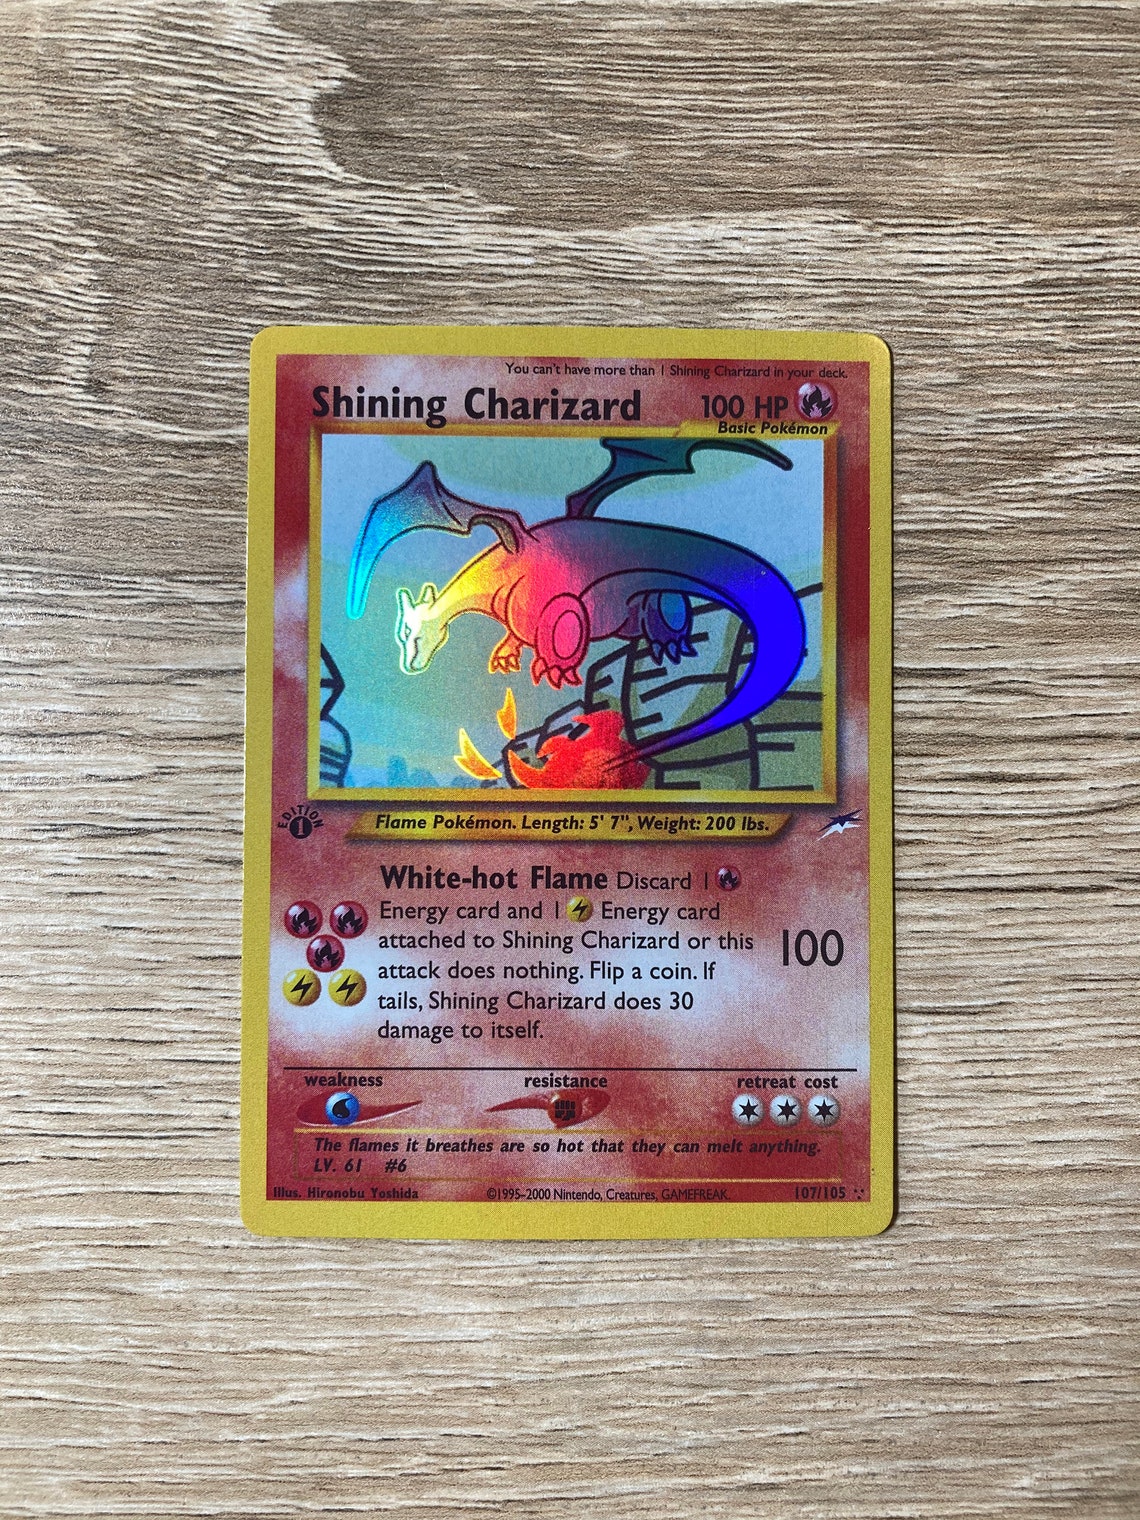 You can't have more than 1 Shining Charizard in your deck.
Shining Charizard 100 HP
Basic Pokémon
EDITION
1
Flame Pokémon. Length: 5' 7", Weight: 200 lbs.
White-hot Flame Discard 1
Energy card and 1 Energy card
attached to Shining Charizard or this
attack does nothing. Flip a coin. If
tails, Shining Charizard does 30
damage to itself.
100
weakness resistance retreat cost
The flames it breathes are so hot that they can melt anything.
LV. 61 #6
Illus. Hironobu Yoshida ©1995-2000 Nintendo, Creatures, GAMEFREAK. 107/105